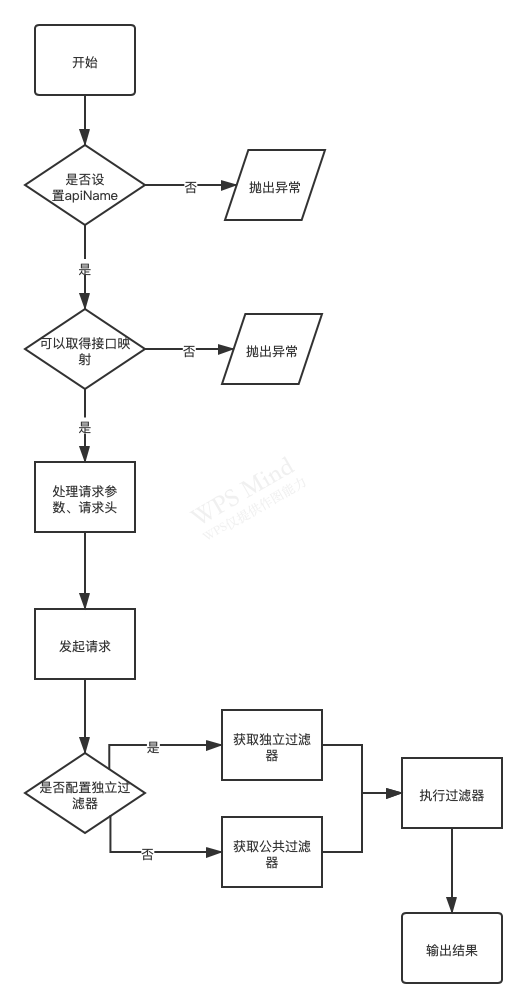 开始
是否设
置apiName
否
抛出异常
是
可以取得接口映
射
否
抛出异常
是
处理请求参
数、请求头
WPS Mind
WPS仅提供作图能力
发起请求
是否配置独立过
滤器
是
获取独立过滤
器
否
获取公共过滤
器
执行过滤器
输出结果